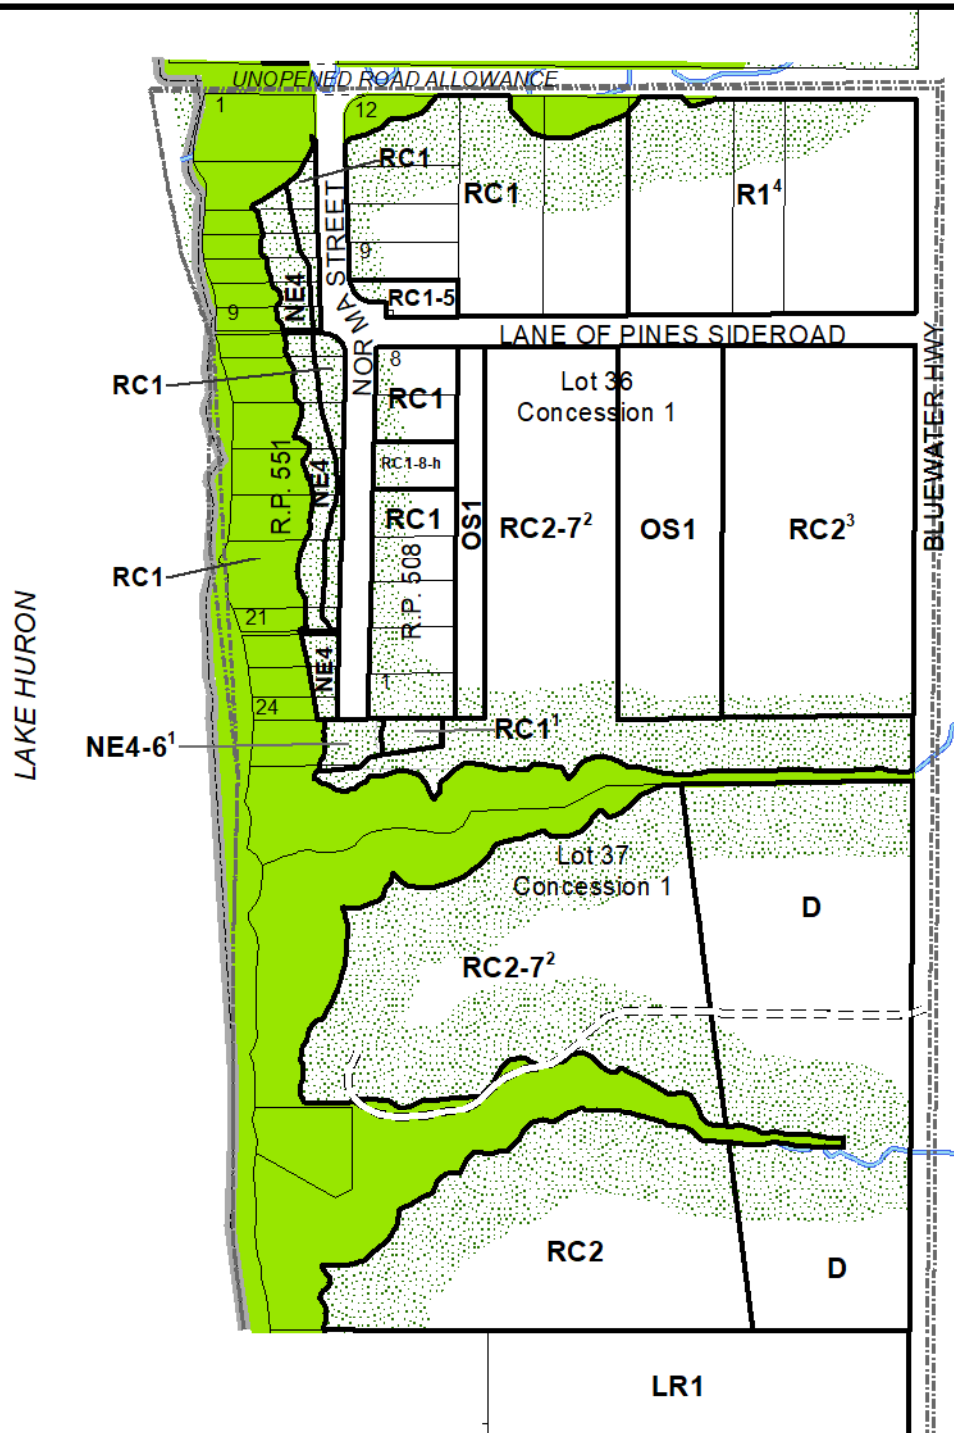 UNOPENED ROAD ALLOWANCE
1
12
RC1
RC1
R1⁴
NORMA STREET
9
NE4
RC1-5
9
LANE OF PINES SIDEROAD
8
Lot 36
Concession 1
RC1
RC1
BLUEWATER HWY
R.P. 551
NE4
RC1-8-h
RC1
OS1
RC2-7²
OS1
RC2³
R.P. 508
RC1
21
LAKE HURON
NE4
1
24
NE4-6¹
RC1¹
Lot 37
Concession 1
D
RC2-7²
RC2
D
LR1